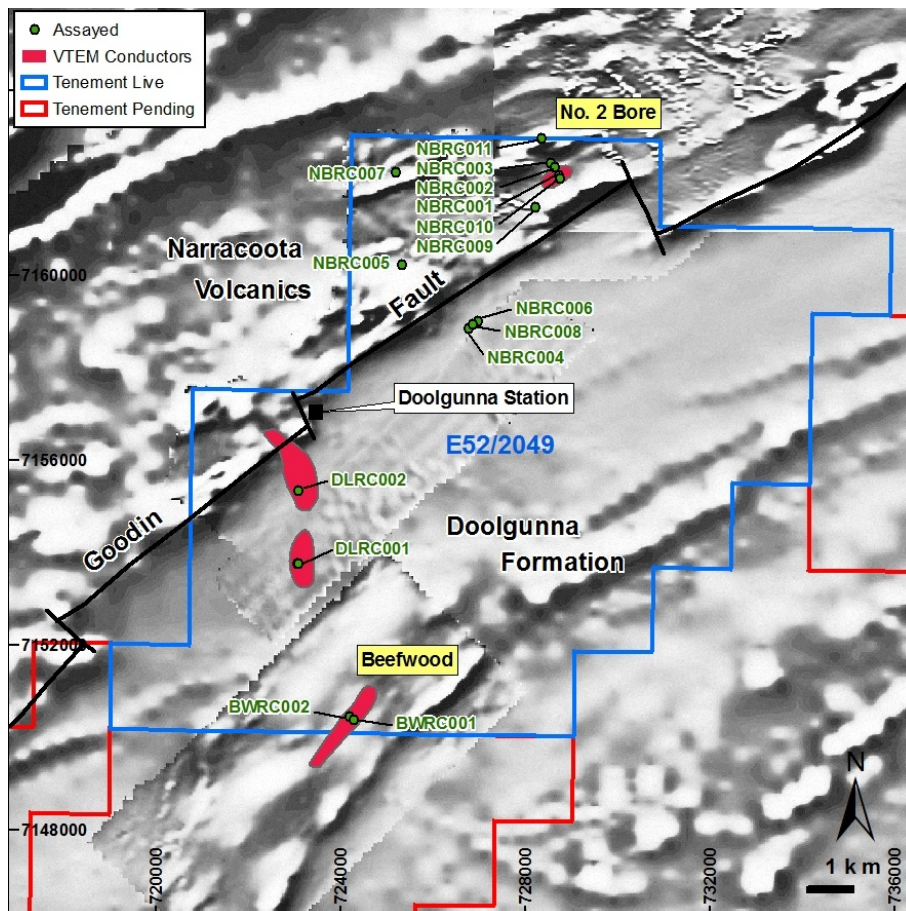 Assayed
VTEM Conductors
Tenement Live
Tenement Pending
No. 2 Bore
NBRC011
NBRC003
NBRC007
NBRC002
NBRC001
NBRC010
NBRC009
Narracoota
Volcanics
NBRC005
7160000
Fault
NBRC006
NBRC008
NBRC004
Doolgunna Station
E52/2049
7156000
DLRC002
Goodin
Doolgunna
Formation
DLRC001
7152000
Beefwood
BWRC002
BWRC001
N
7148000
720000
724000
728000
732000
736000
1 km